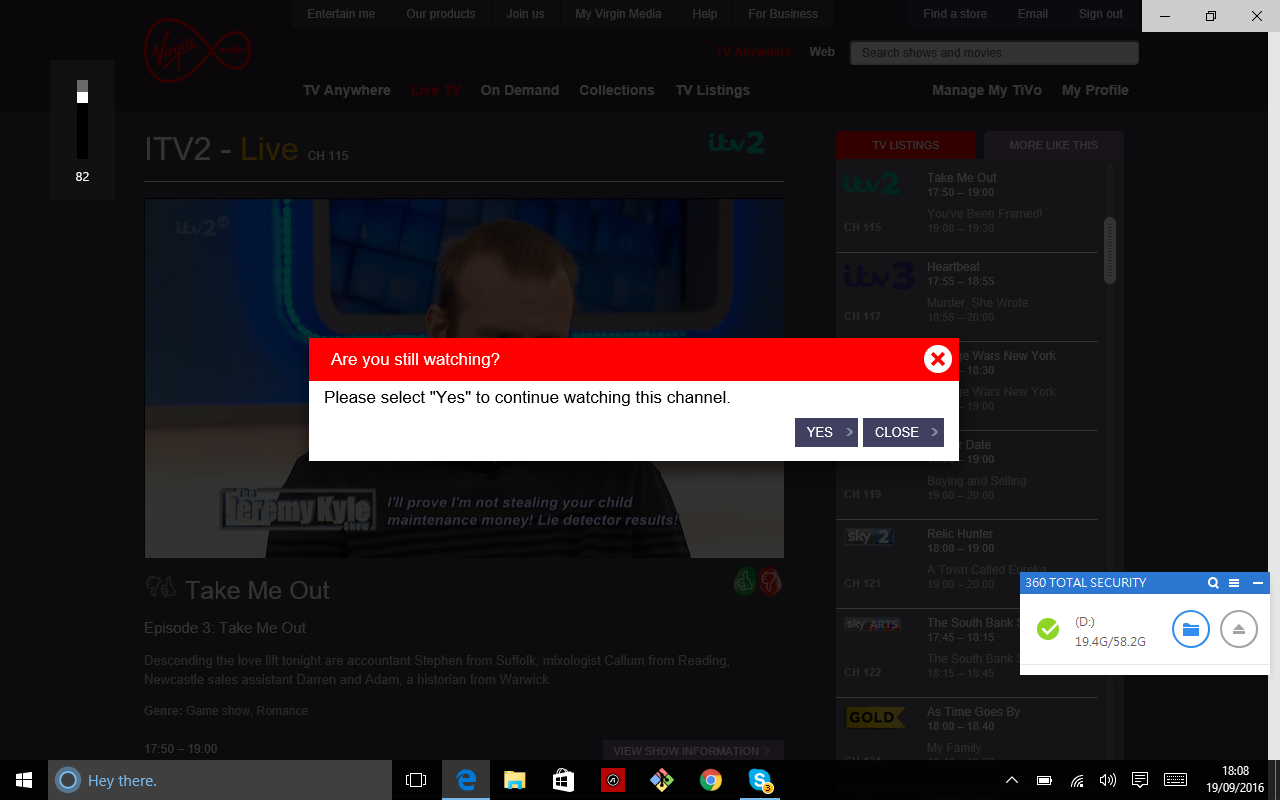 Entertain me
Our products
Join us
My Virgin Media
Help
For Business
Find a store
Email
Sign out
Virgin media
TV Anywhere
Web
Search shows and movies
TV Anywhere
Live TV
On Demand
Collections
TV Listings
Manage My TiVo
My Profile
82
ITV2 - Live CH 115
itv2
TV LISTINGS
MORE LIKE THIS
itv2
Take Me Out
17:50 – 19:00
You've Been Framed!
CH 115
19:00 – 19:30
itv3
Heartbeat
17:55 – 18:55
Murder, She Wrote
CH 117
18:55 – 20:00
ge Wars New York
– 18:30
ge Wars New York
– 19:00
Date
– 19:00
Buying and Selling
CH 119
19:00 – 20:00
sky 2
Relic Hunter
18:00 – 19:00
A Town Called Eureka
CH 121
19:00 – 20:00
sky ARTS
The South Bank S
17:45 – 18:15
The South Bank S
CH 122
18:15 – 18:45
GOLD
As Time Goes By
18:00 – 18:40
My Family
itv2
Are you still watching?
Please select "Yes" to continue watching this channel.
YES
CLOSE
The Jeremy Kyle Show
I'll prove I'm not stealing your child
maintenance money! Lie detector results!
Take Me Out
Episode 3: Take Me Out
Descending the love lift tonight are accountant Stephen from Suffolk, mixologist Callum from Reading,
Newcastle sales assistant Darren and Adam, a historian from Warwick.
Genre: Game show, Romance
17:50 – 19:00
VIEW SHOW INFORMATION
360 TOTAL SECURITY
(D:)
19.4G/58.2G
Hey there.
3
18:08
19/09/2016